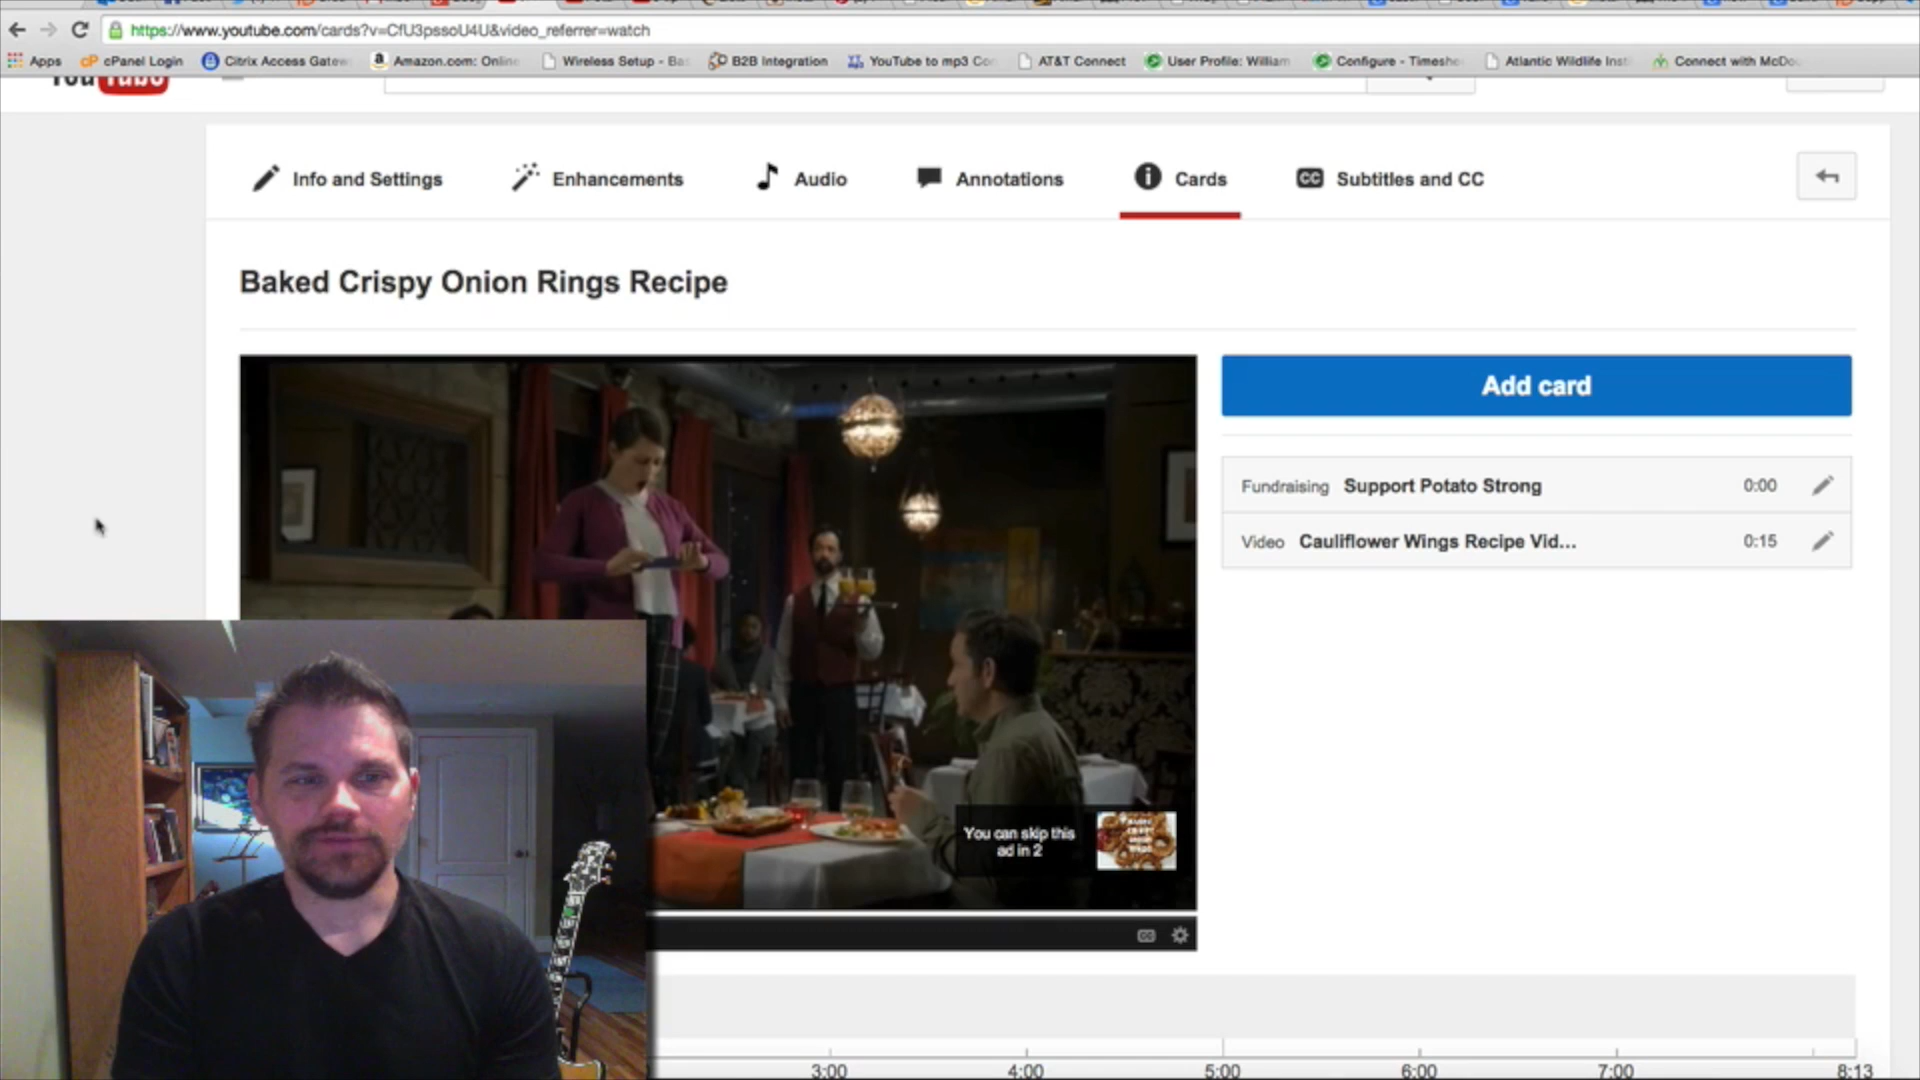 https://www.youtube.com/cards?v=CfU3pssoU4U&video_referrer=watch
Apps cPanel Login Citrix Access Gatew Amazon.com: Online Wireless Setup - Ba B2B Integration YouTube to mp3 Co AT&T Connect User Profile: William Configure - Timeshe Atlantic Wildlife Inst Connect with McDo
YouTube
Info and Settings Enhancements Audio Annotations Cards CC Subtitles and CC
Baked Crispy Onion Rings Recipe
Add card
Fundraising Support Potato Strong 0:00
Video Cauliflower Wings Recipe Vid... 0:15
You can skip this
ad in 2
3:00 4:00 5:00 6:00 7:00 8:13